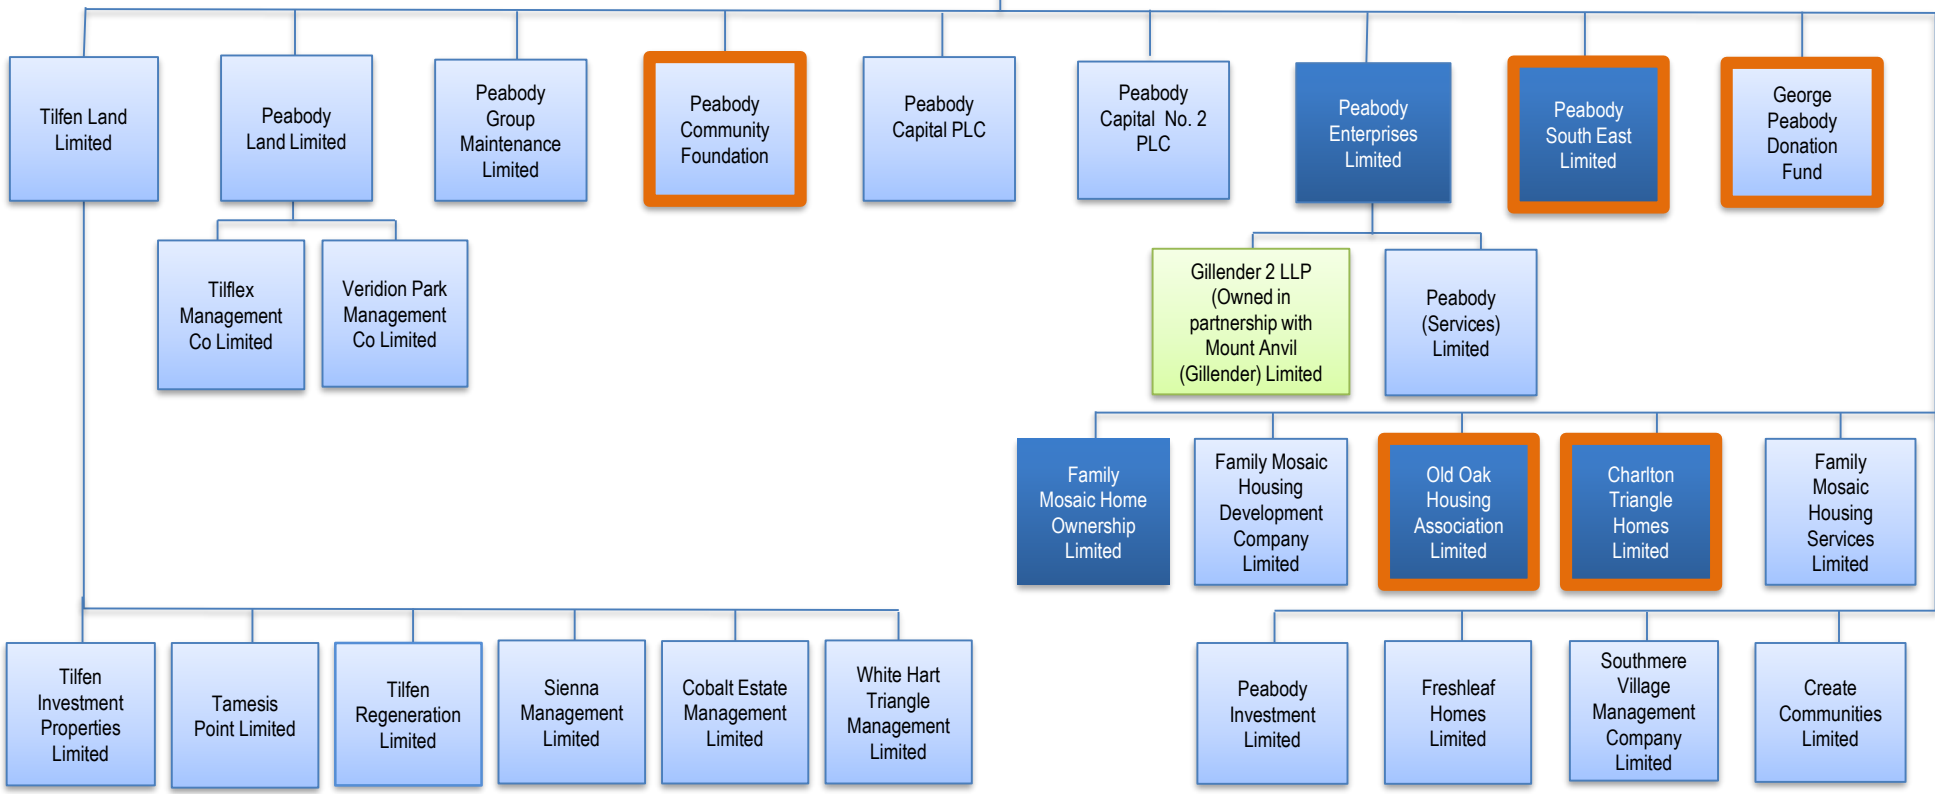 Tilfen Land
Limited
Peabody
Land Limited
Peabody
Group
Maintenance
Limited
Peabody
Community
Foundation
Peabody
Capital PLC
Peabody
Capital No. 2
PLC
Peabody
Enterprises
Limited
Peabody
South East
Limited
George
Peabody
Donation
Fund
Tilflex
Management
Co Limited
Veridion Park
Management
Co Limited
Gillender 2 LLP
(Owned in
partnership with
Mount Anvil
(Gillender) Limited
Peabody
(Services)
Limited
Family
Mosaic Home
Ownership
Limited
Family Mosaic
Housing
Development
Company
Limited
Old Oak
Housing
Association
Limited
Charlton
Triangle
Homes
Limited
Family
Mosaic
Housing
Services
Limited
Tilfen
Investment
Properties
Limited
Tamesis
Point Limited
Tilfen
Regeneration
Limited
Sienna
Management
Limited
Cobalt Estate
Management
Limited
White Hart
Triangle
Management
Limited
Peabody
Investment
Limited
Freshleaf
Homes
Limited
Southmere
Village
Management
Company
Limited
Create
Communities
Limited